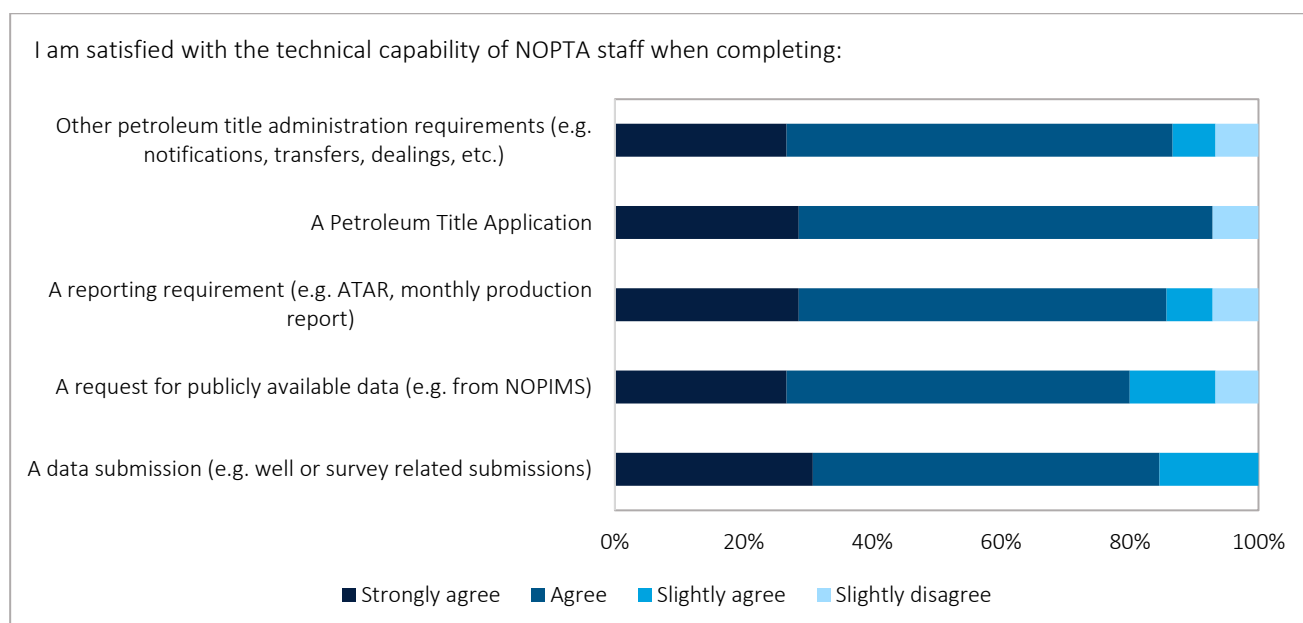 I am satisfied with the technical capability of NOPTA staff when completing:
Other petroleum title administration requirements (e.g.
notifications, transfers, dealings, etc.)
A Petroleum Title Application
A reporting requirement (e.g. ATAR, monthly production
report)
A request for publicly available data (e.g. from NOPIMS)
A data submission (e.g. well or survey related submissions)
0% 20% 40% 60% 80% 100%
Strongly agree Agree Slightly agree Slightly disagree